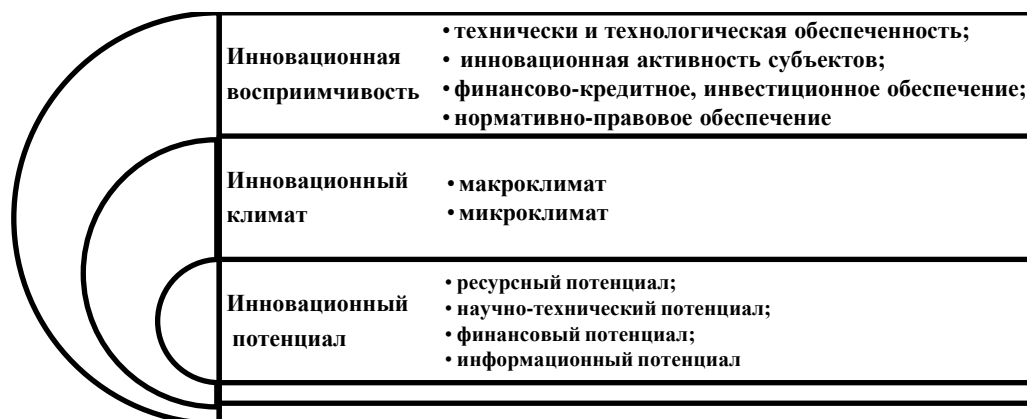 Инновационная
восприимчивость
• технически и технологическая обеспеченность;
• инновационная активность субъектов;
• финансово-кредитное, инвестиционное обеспечение;
• нормативно-правовое обеспечение
Инновационный
климат
• макроклимат
• микроклимат
Инновационный
потенциал
• ресурсный потенциал;
• научно-технический потенциал;
• финансовый потенциал;
• информационный потенциал